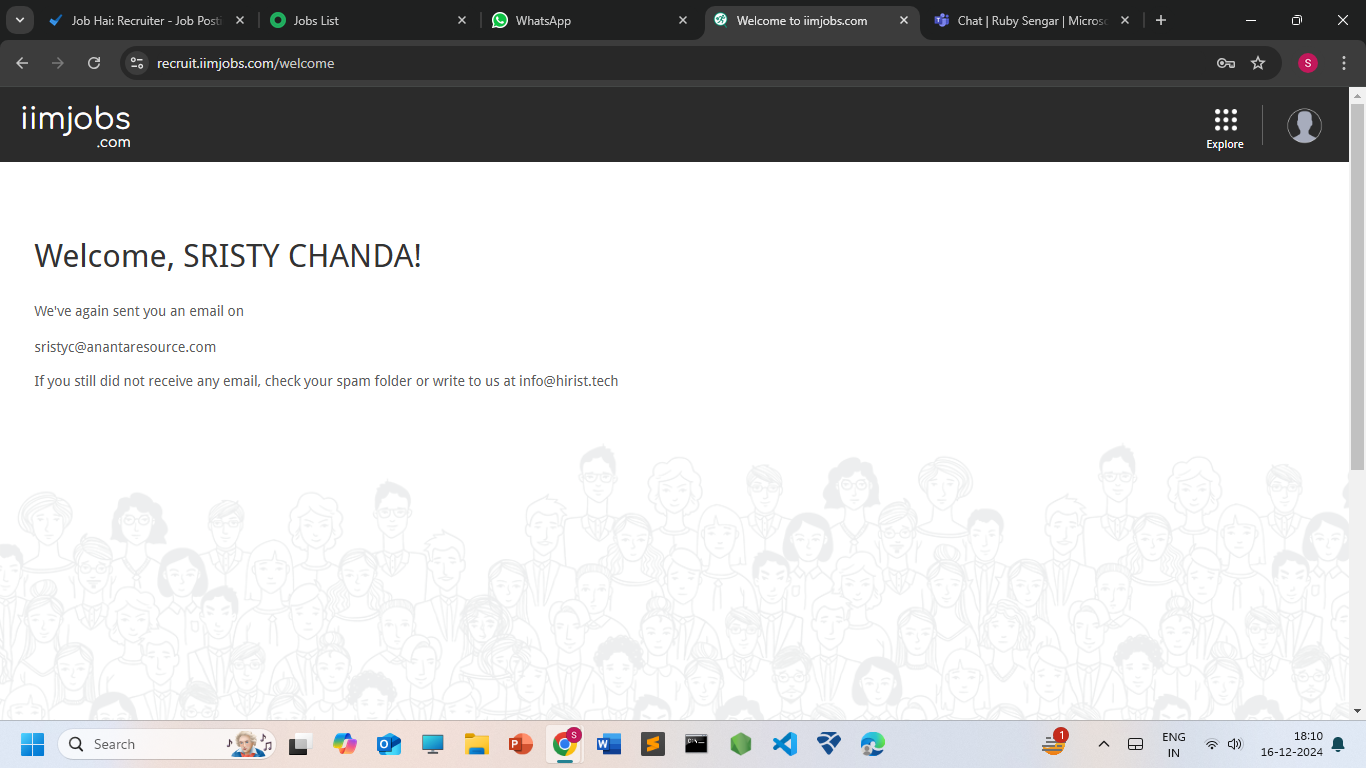 Job Hai: Recruiter - Job Posti
Jobs List
WhatsApp
Welcome to iimjobs.com
Chat | Ruby Sengar | Microso
recruit.iimjobs.com/welcome
S
iimjobs
.com
Explore
Welcome, SRISTY CHANDA!
We've again sent you an email on
sristyc@anantaresource.com
If you still did not receive any email, check your spam folder or write to us at info@hirist.tech
Search
S
1
ENG
IN
18:10
16-12-2024